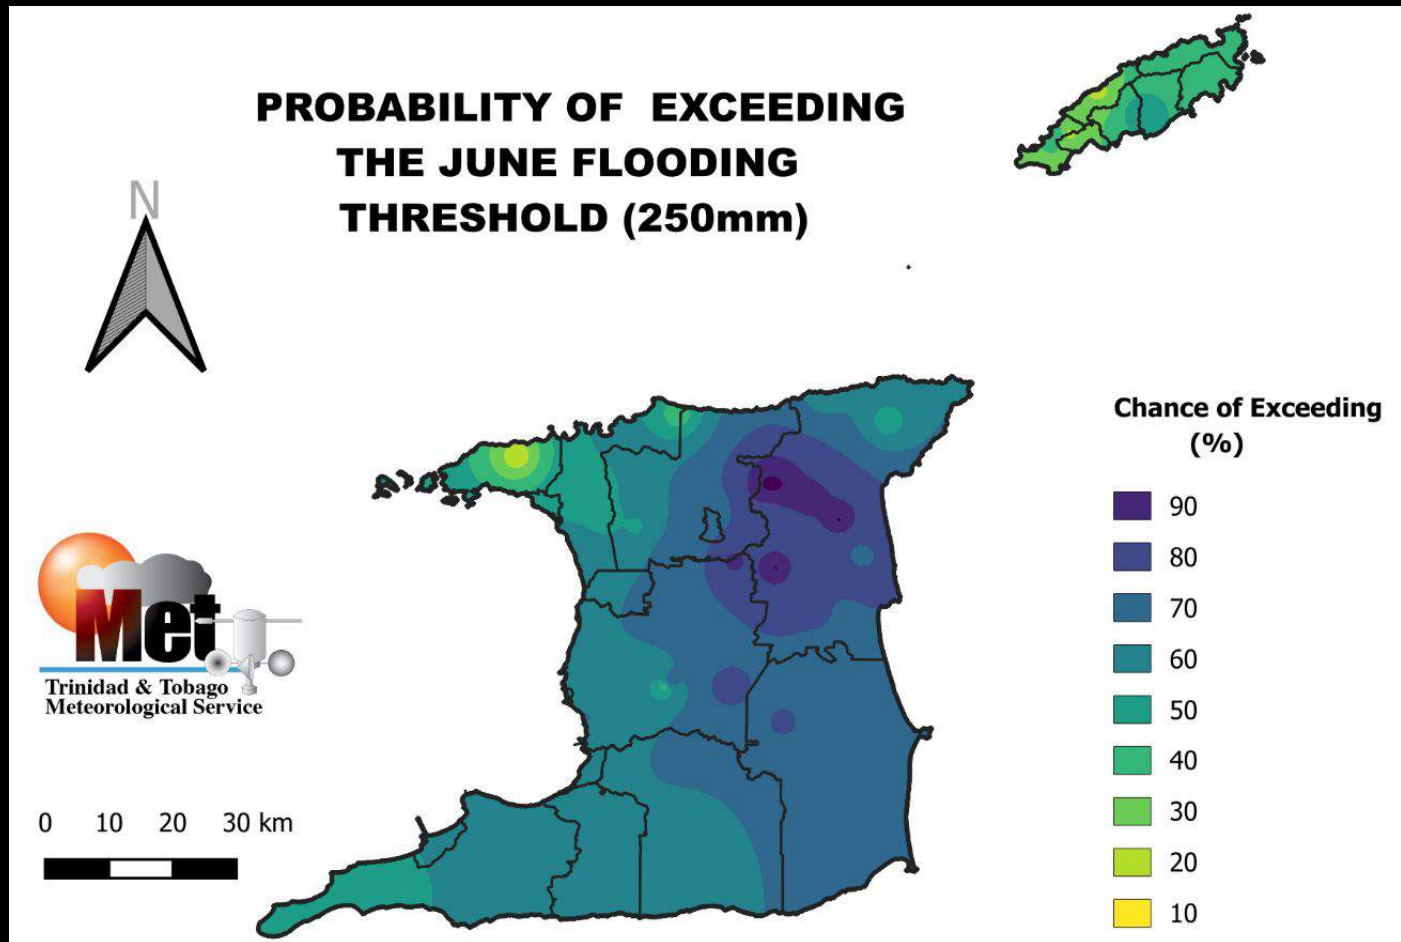 PROBABILITY OF EXCEEDING
THE JUNE FLOODING
THRESHOLD (250mm)
N
Chance of Exceeding
(%)
90
80
70
60
50
40
30
20
10
Met
Trinidad & Tobago
Meteorological Service
0 10 20 30 km